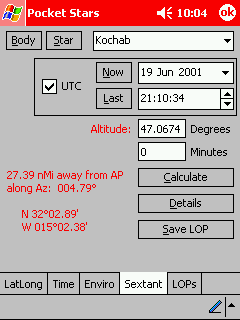 Pocket Stars 10:04 ok
Body Star Kochab
UTC Now 19 Jun 2001
Last 21:10:34
Altitude: 47.0674 Degrees
0 Minutes
27.39 nMi away from AP
along Az: 004.79°
Calculate
Details
N 32°02.89'
W 015°02.38'
Save LOP
LatLong Time Enviro Sextant LOPs